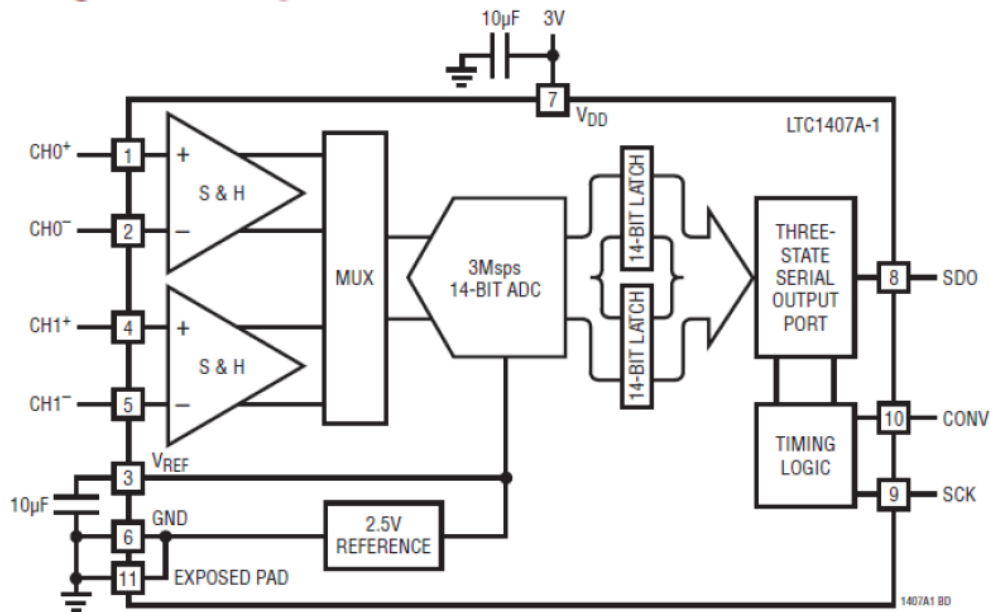 10µF
3V
7
VDD
LTC1407A-1
CH0+
1
+
S & H
CH0–
2
–
MUX
3Msps
14-BIT ADC
14-BIT LATCH
14-BIT LATCH
THREE-
STATE
SERIAL
OUTPUT
PORT
8
SDO
CH1+
4
+
S & H
CH1–
5
–
10
CONV
TIMING
LOGIC
9
SCK
3
VREF
10µF
6
GND
2.5V
REFERENCE
11
EXPOSED PAD
1407A1 BD